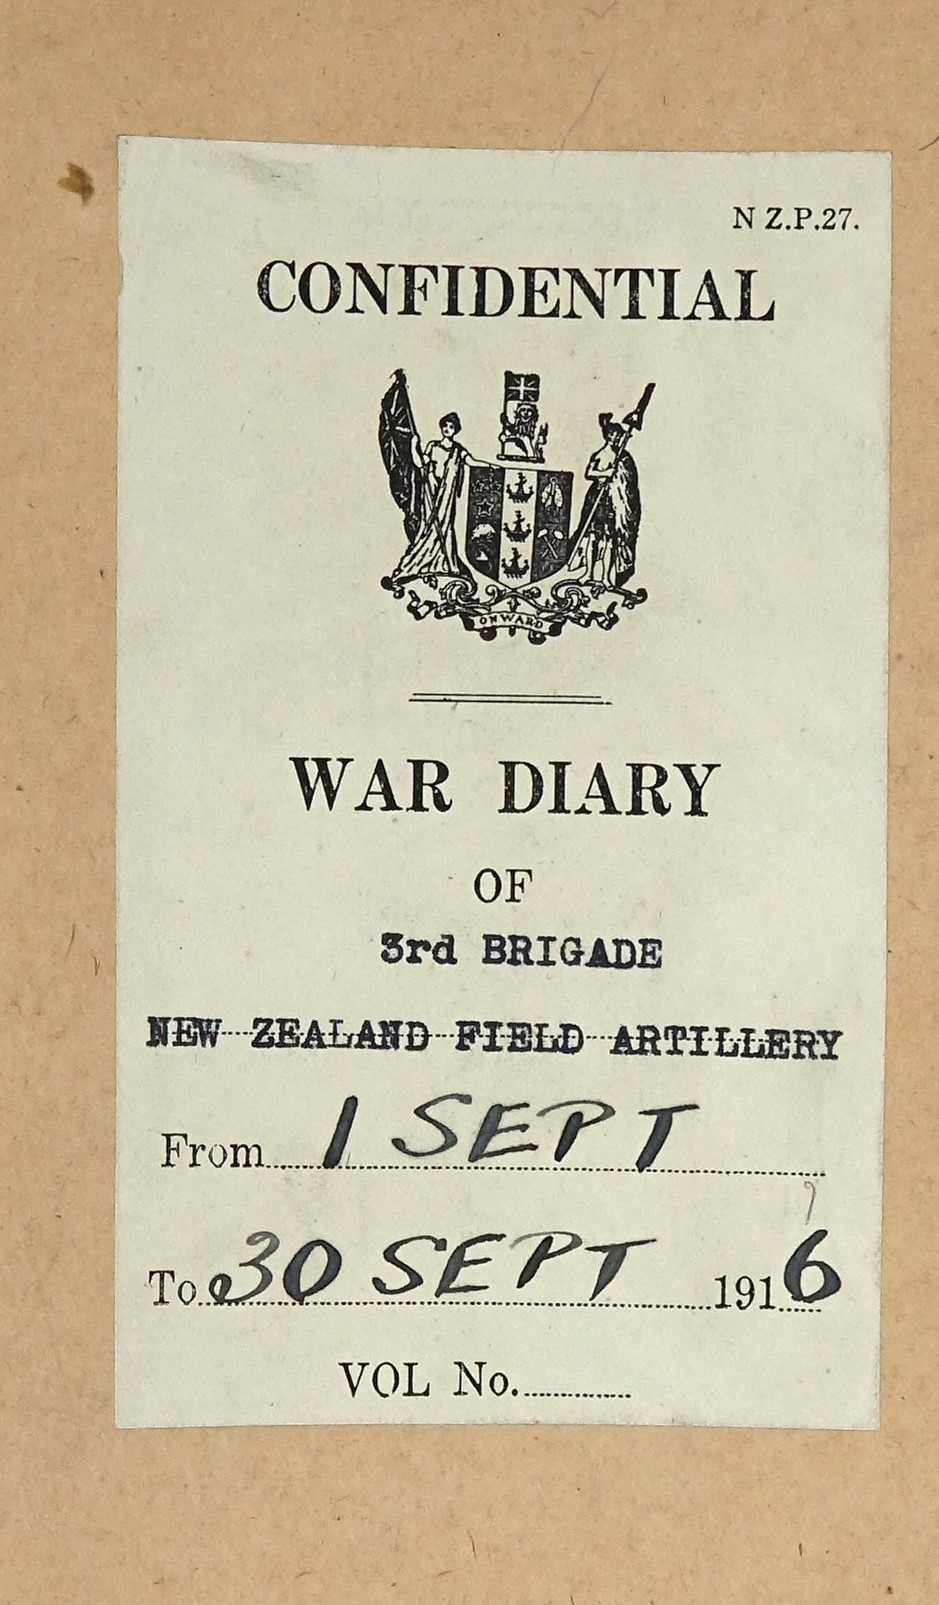 N Z.P.27.
CONFIDENTIAL
ONWARD
WAR DIARY
OF
3rd BRIGADE
NEW ZEALAND FIELD ARTILLERY
From 1 SEPT
?
To 30 SEPT 1916
VOL No.